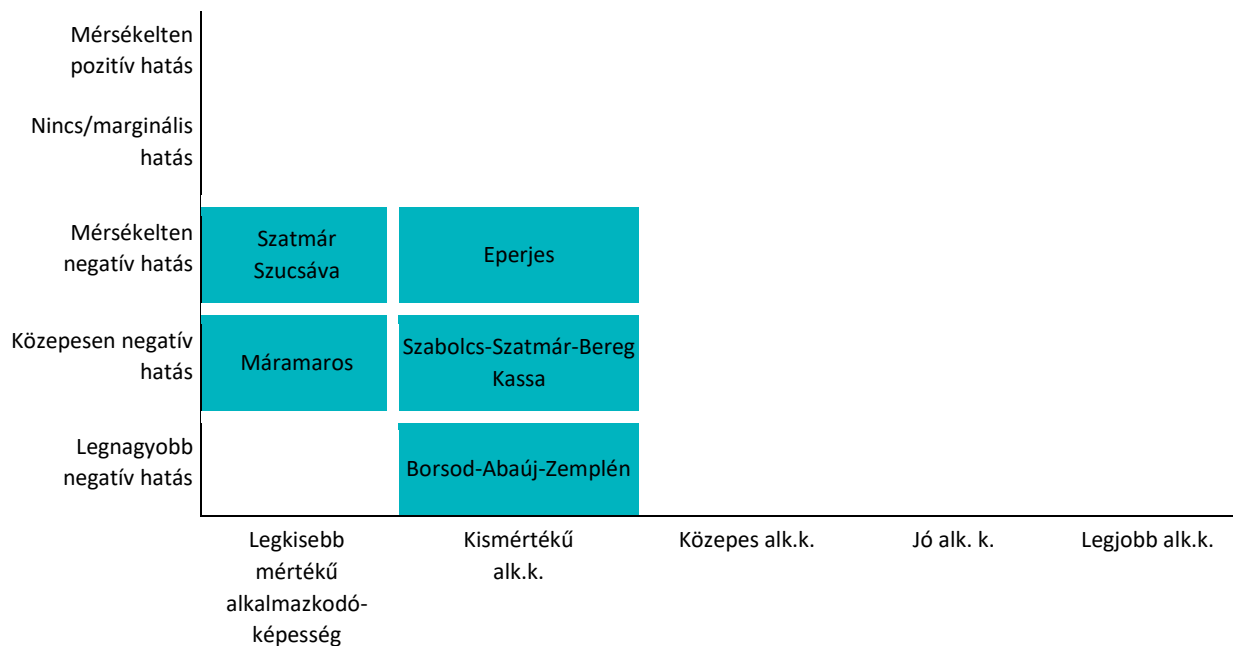 Mérsékelten
pozitív hatás
Nincs/marginális
hatás
Mérsékelten
negatív hatás
Szatmár
Szucsáva
Eperjes
Közepesen negatív
hatás
Máramaros
Szabolcs-Szatmár-Bereg
Kassa
Legnagyobb
negatív hatás
Borsod-Abaúj-Zemplén
Legkisebb
mértékű
alkalmazkodó-
képesség
Kismértékű
alk.k.
Közepes alk.k.
Jó alk. k.
Legjobb alk.k.